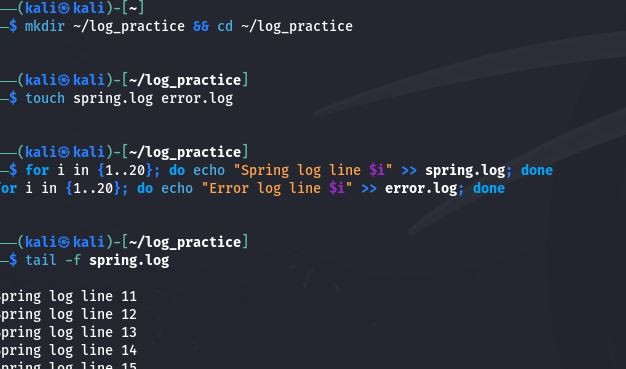 ──(kali㉿kali)-[~]
─$ mkdir ~/log_practice && cd ~/log_practice
──(kali㉿kali)-[~/log_practice]
─$ touch spring.log error.log
──(kali㉿kali)-[~/log_practice]
─$ for i in {1..20}; do echo "Spring log line $i" >> spring.log; done
or i in {1..20}; do echo "Error log line $i" >> error.log; done
──(kali㉿kali)-[~/log_practice]
─$ tail -f spring.log
pring log line 11
pring log line 12
pring log line 13
pring log line 14
pring log line 15